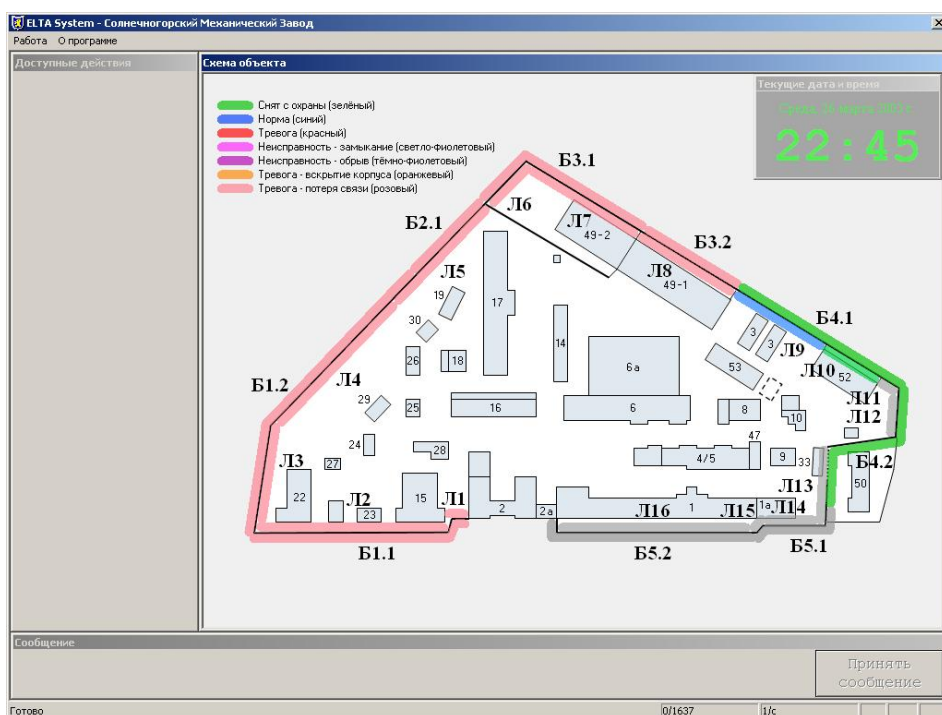 ELTA System - Солнечногорский Механический Завод
Работа О программе
Доступные действия
Схема объекта
Текущие дата и время
22:45
Снят с охраны (зелёный)
Норма (синий)
Тревога (красный)
Неисправность - замыкание (светло-фиолетовый)
Неисправность - обрыв (тёмно-фиолетовый)
Тревога - вскрытие корпуса (оранжевый)
Тревога - потеря связи (розовый)
Б3.1
Л6
Л7
49-2
Б2.1
Б3.2
Л5
Л8
49-1
19
17
30
Б4.1
3
3
14
Л9
26
18
6а
53
Л10
52
Б1.2
Л4
29
25
16
6
8
Л11
10
Л12
24
28
47
4/5
9
33
Л3
27
Б4.2
22
Л2
23
15
Л1
2
2а
Л16
1
Л15
1а
Л14
Л13
50
Б1.1
Б5.2
Б5.1
Сообщение
Принять
сообщение
Готово
0/1637
1/с